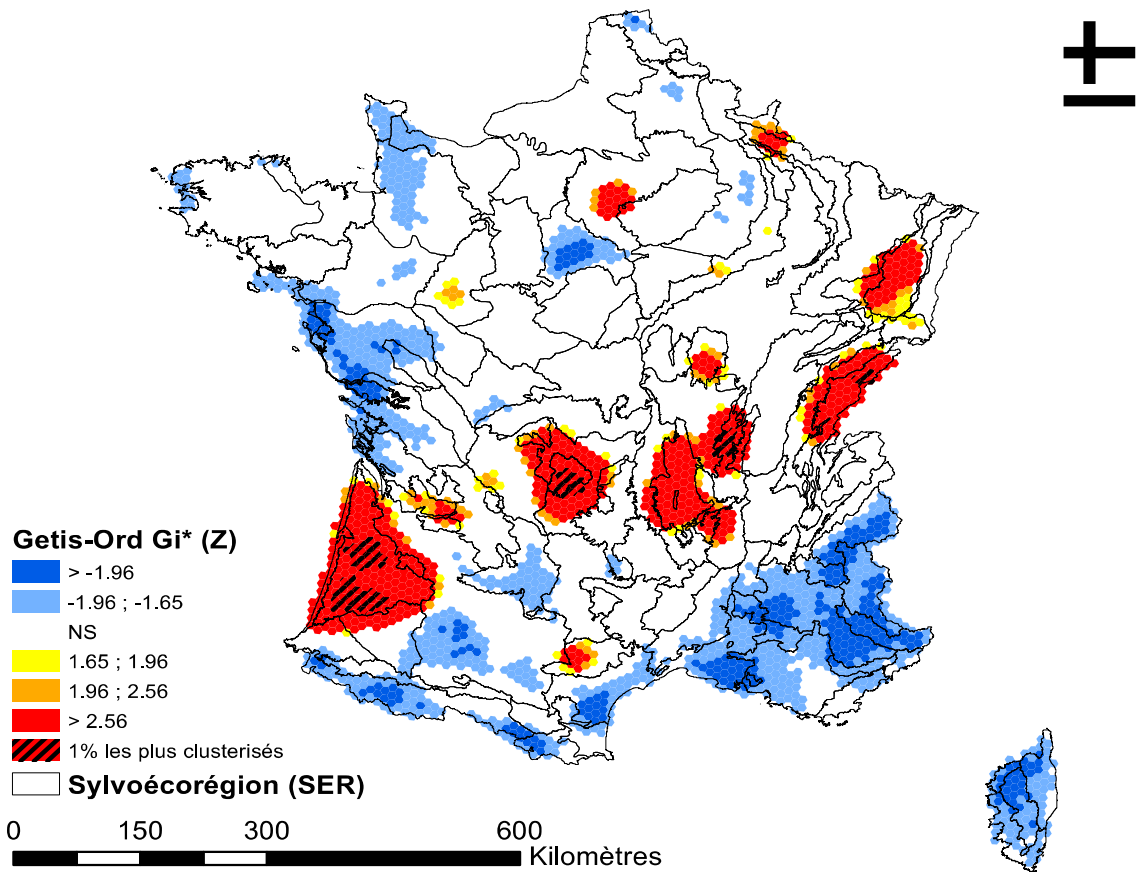 Getis-Ord Gi* (Z)
> -1.96
-1.96 ; -1.65
NS
1.65 ; 1.96
1.96 ; 2.56
> 2.56
1% les plus clusterisés
Sylvoécorégion (SER)
0 150 300 600
Kilomètres